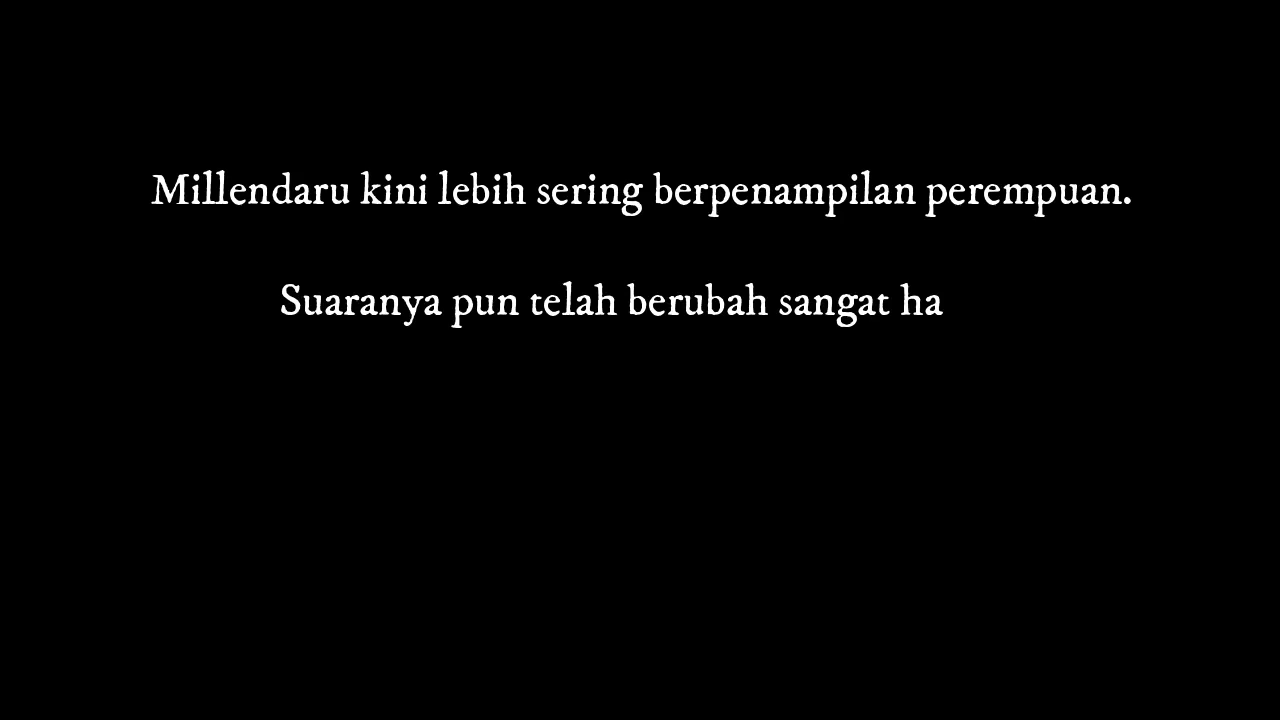 Millendaru kini lebih sering berpenampilan perempuan.
Suaranya pun telah berubah sangat ha